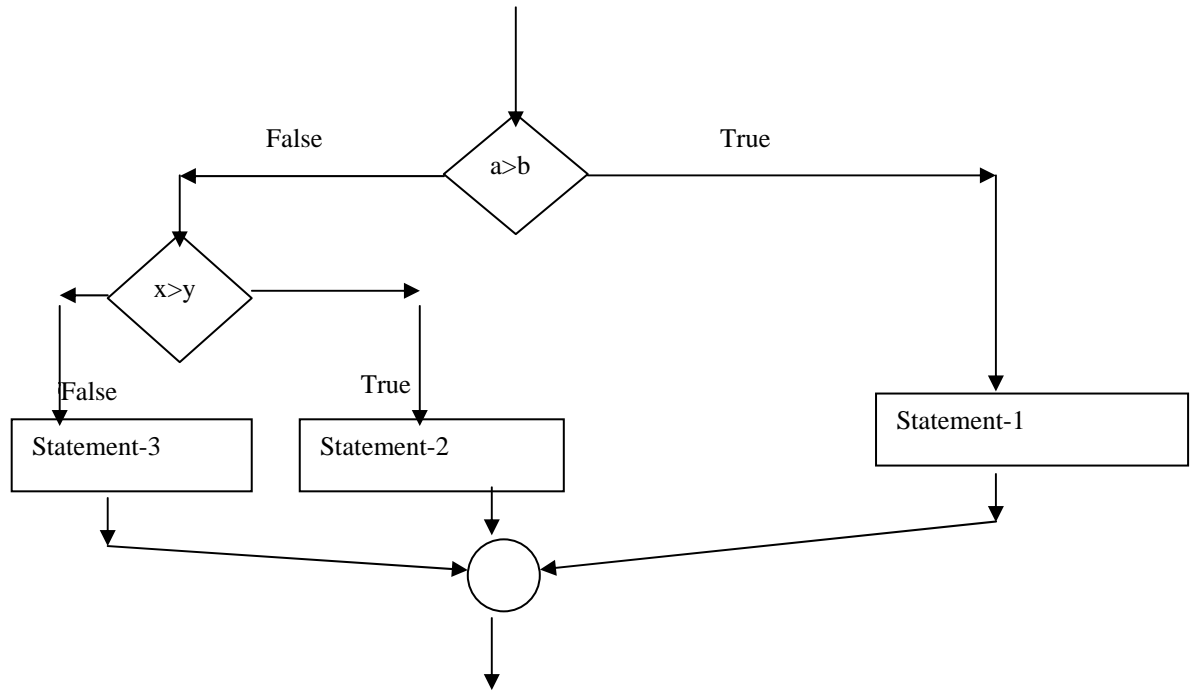 False
True
a>b
x>y
False
True
Statement-3
Statement-2
Statement-1